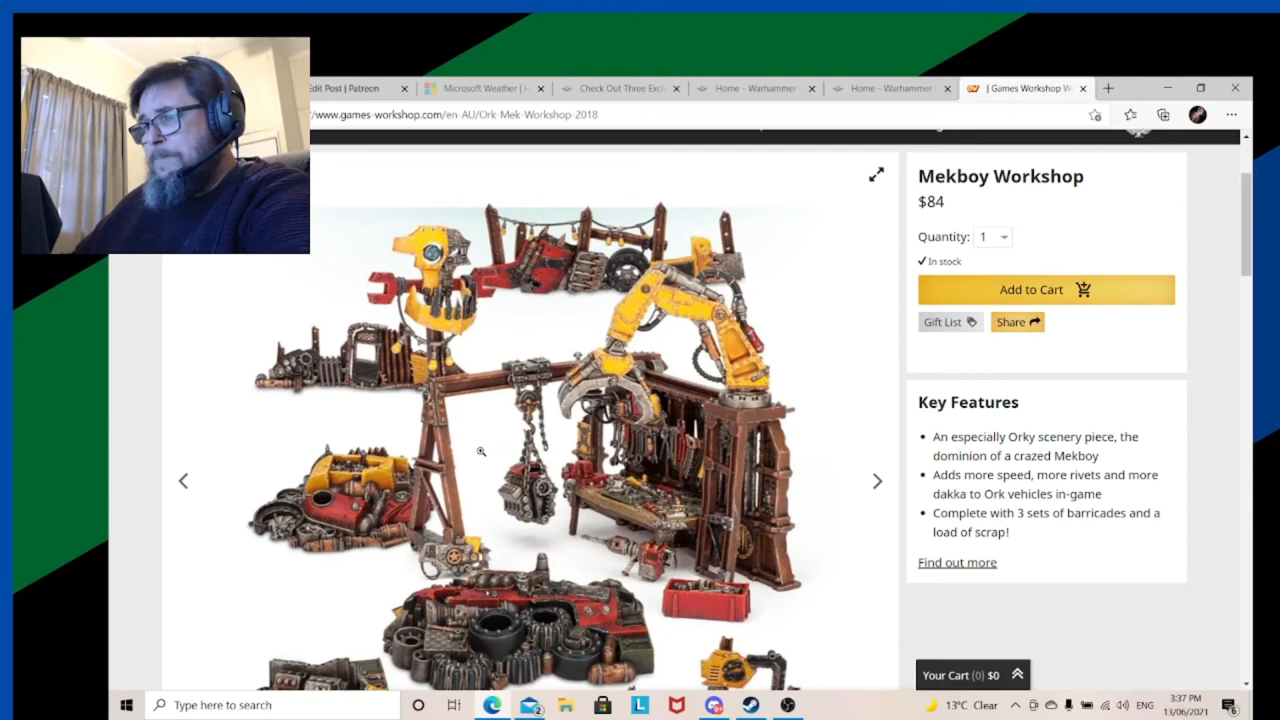 Edit Post | Patreon
Microsoft Weather | H
Check Out Three Excl
Home - Warhammer
Home - Warhammer
| Games Workshop W
/www.games-workshop.com/en-AU/Ork-Mek-Workshop-2018
Mekboy Workshop
$84
Quantity: 1
In stock
Add to Cart
Gift List
Share
Key Features
• An especially Orky scenery piece, the
dominion of a crazed Mekboy
• Adds more speed, more rivets and more
dakka to Ork vehicles in-game
• Complete with 3 sets of barricades and a
load of scrap!
Find out more
Your Cart (0) $0
Type here to search
2
L
13°C Clear
ENG
3:37 PM
13/06/2021
6